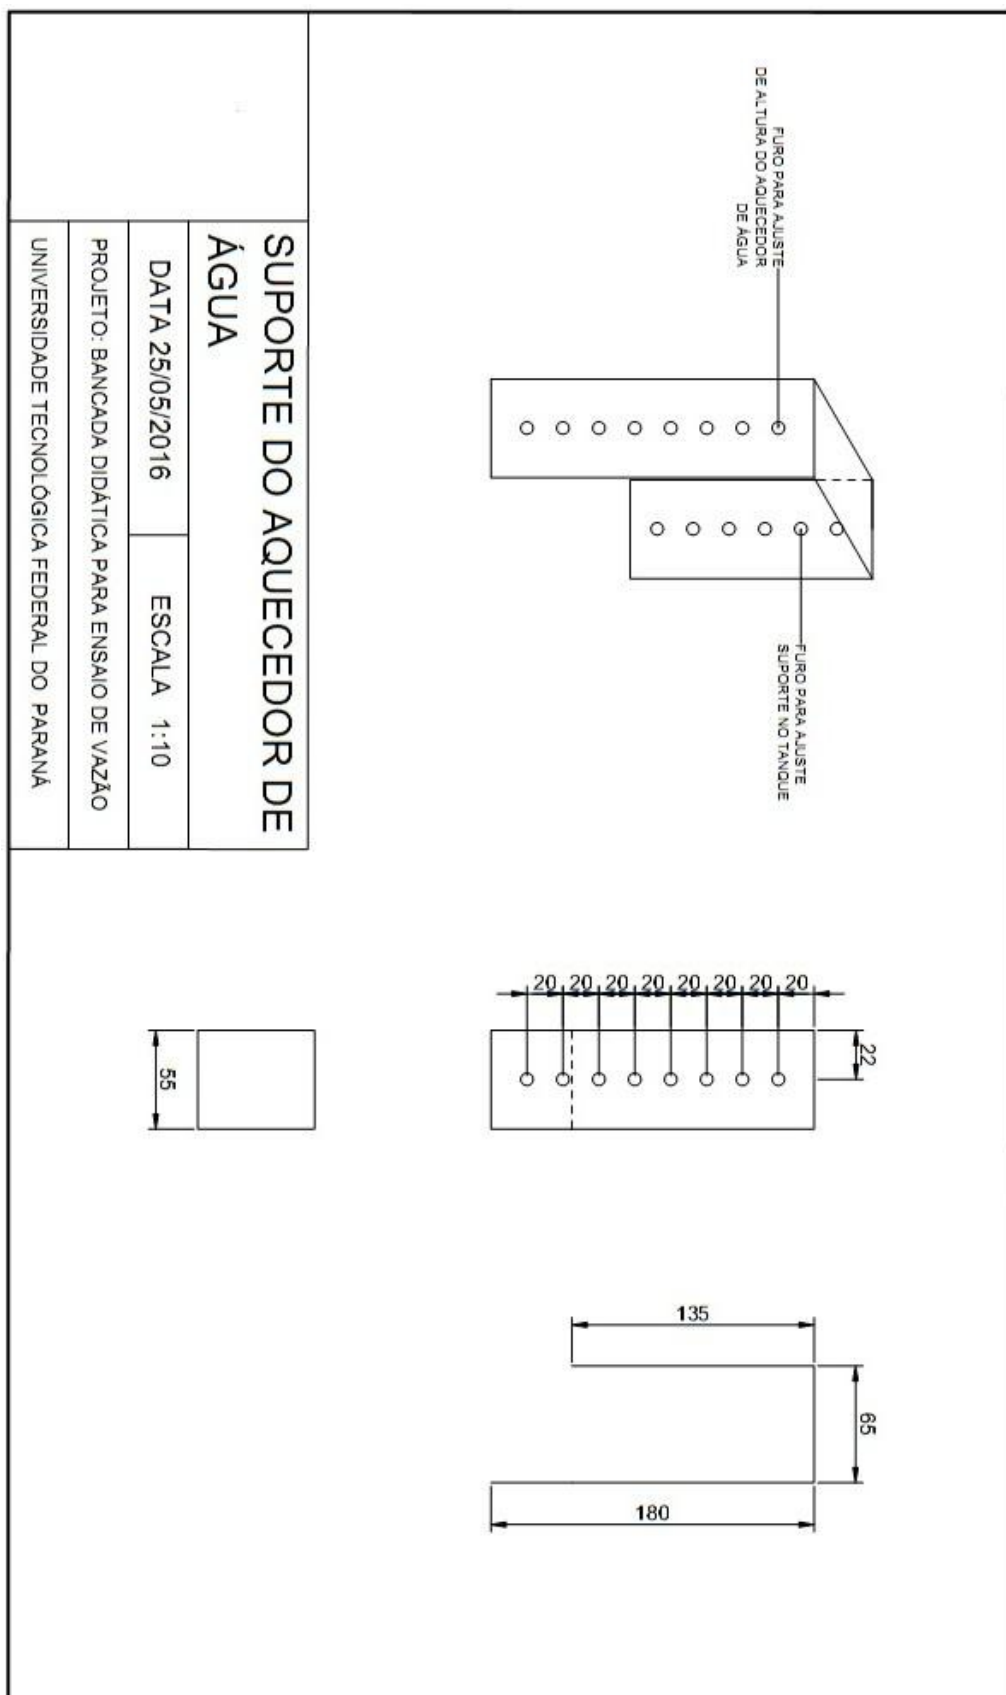 FURO PARA AJUSTE
DE ALTURA DO AQUECEDOR
DE ÁGUA
FURO PARA AJUSTE
SUPORTE NO TANQUE
20 20 20 20 20 20 20 20
22
55
135
65
180
SUPORTE DO AQUECEDOR DE
ÁGUA
DATA 25/05/2016
ESCALA 1:10
PROJETO: BANCADA DIDÁTICA PARA ENSAIO DE VAZÃO
UNIVERSIDADE TECNOLÓGICA FEDERAL DO PARANÁ